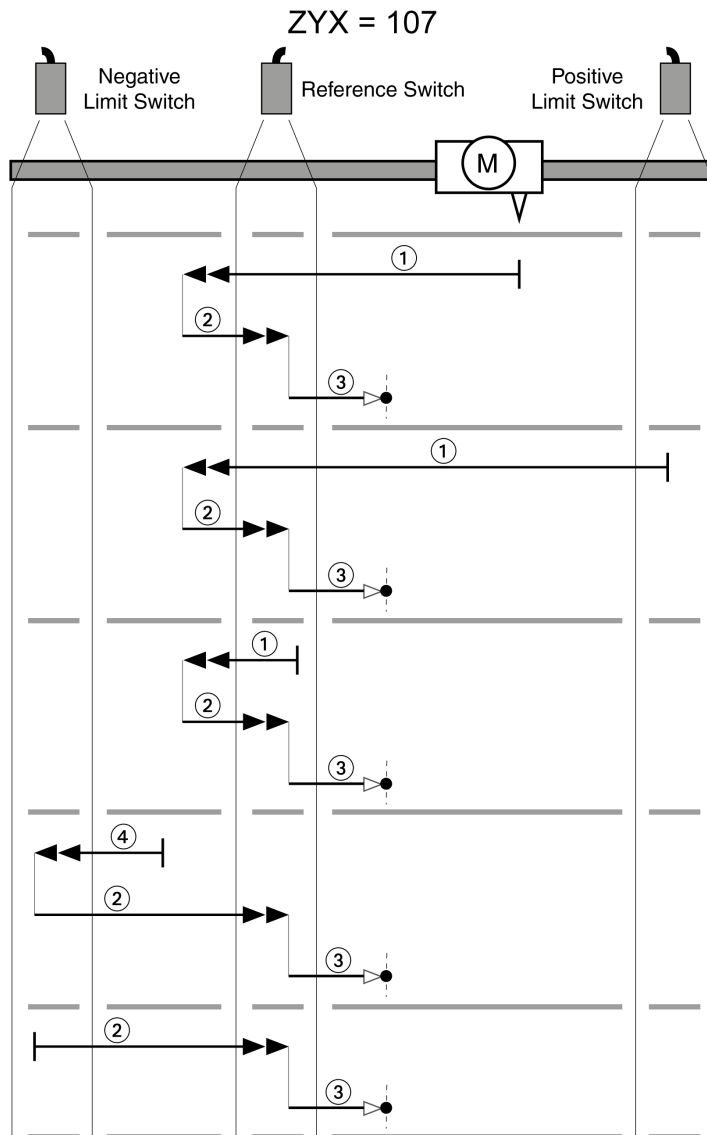 ZYX = 107
Negative
Limit Switch
Reference Switch
Positive
Limit Switch
M
1
2
3
1
2
3
1
2
3
4
2
3
2
3